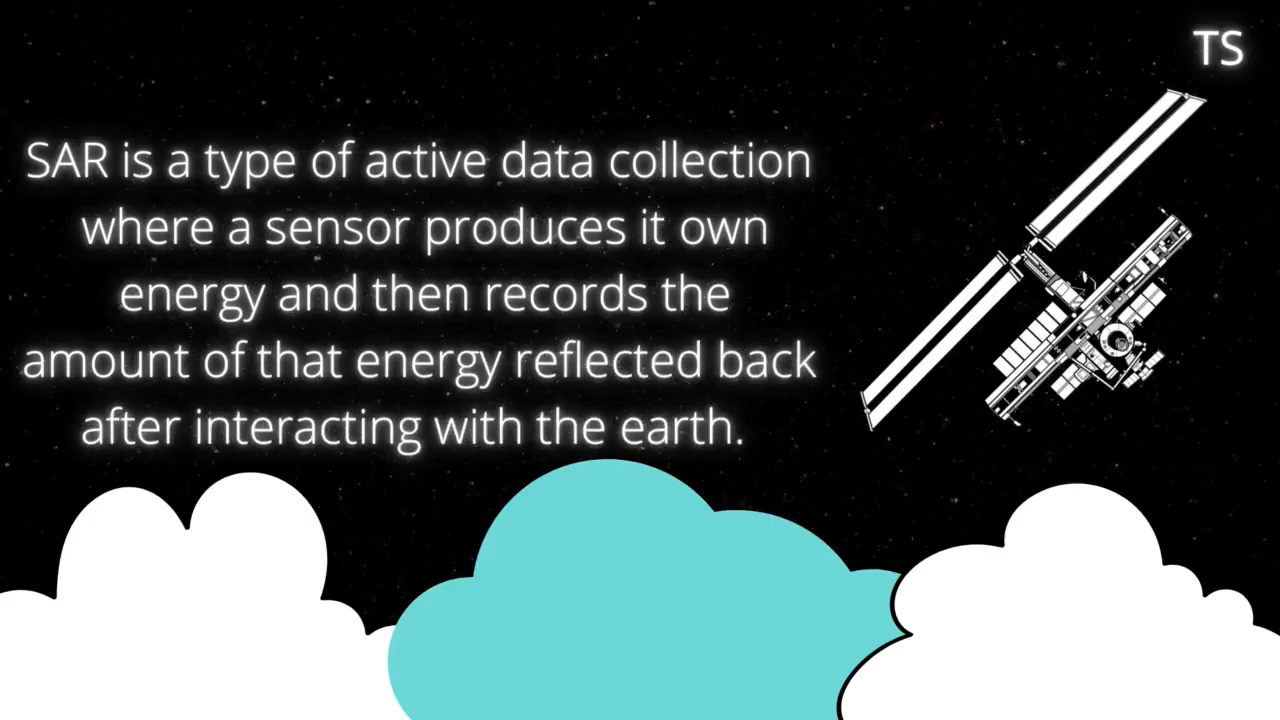 TS
SAR is a type of active data collection
where a sensor produces it own
energy and then records the
amount of that energy reflected back
after interacting with the earth.